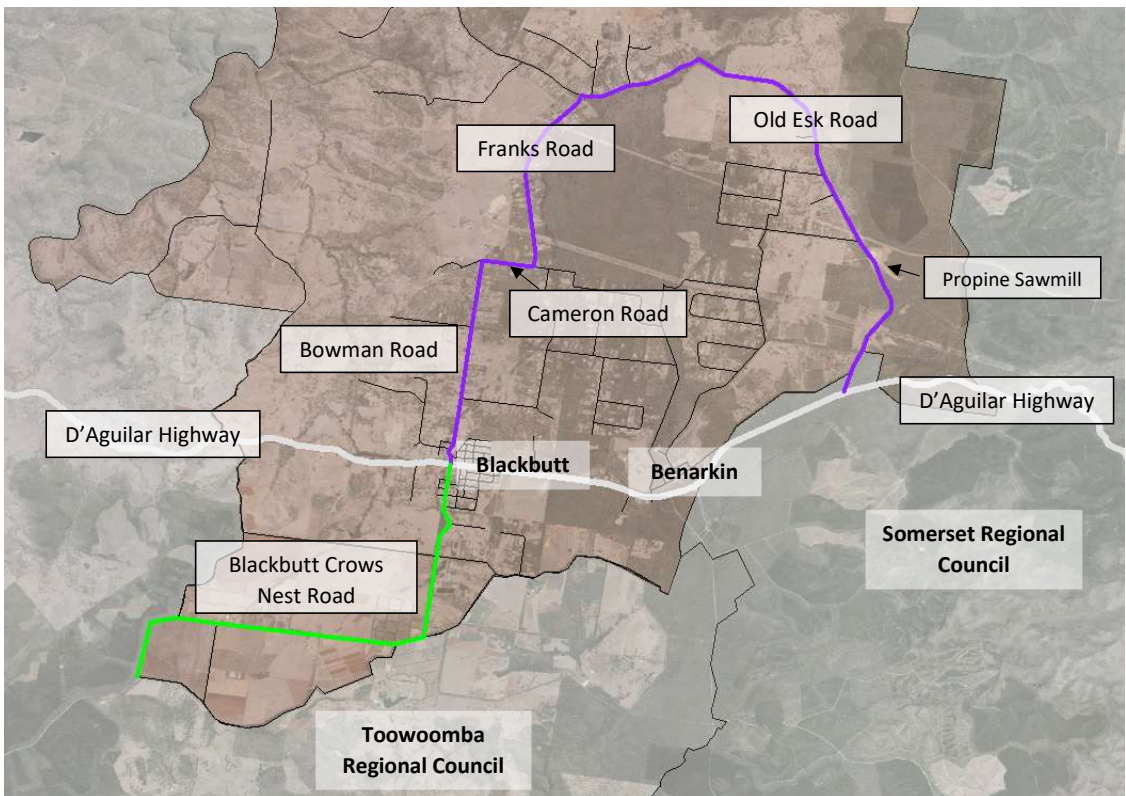 Old Esk Road
Franks Road
Propine Sawmill
Cameron Road
Bowman Road
D’Aguilar Highway
D’Aguilar Highway
Blackbutt
Benarkin
Somerset Regional
Council
Blackbutt Crows
Nest Road
Toowoomba
Regional Council